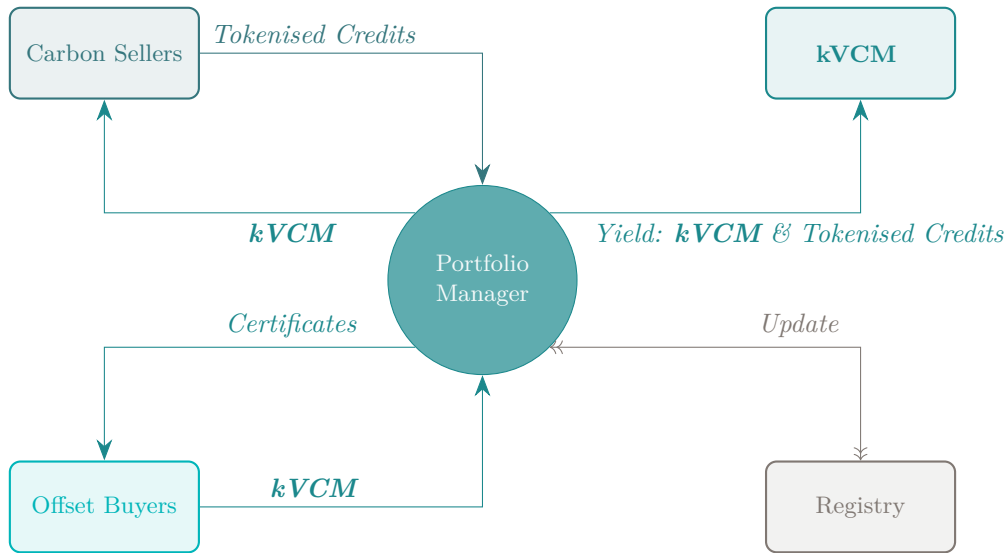 Tokenised Credits
Carbon Sellers
kVCM
kVCM
Yield: kVCM & Tokenised Credits
Portfolio
Manager
Certificates
Update
kVCM
Offset Buyers
Registry